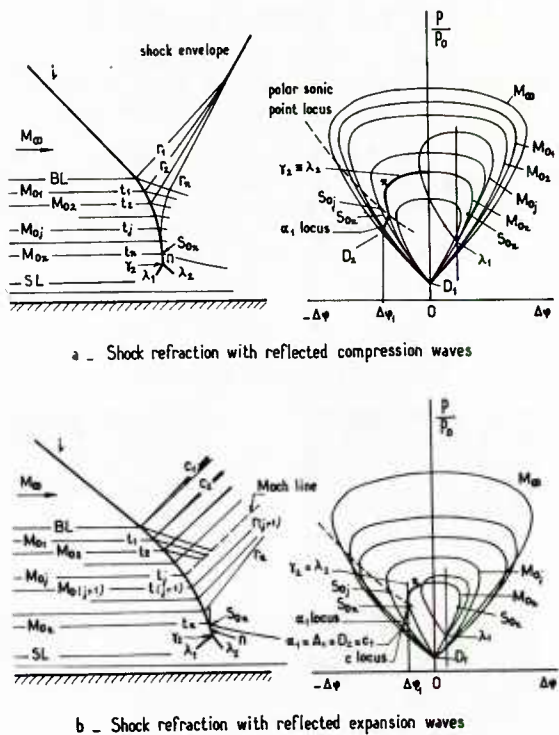 shock envelope
i
M∞
r₁
r₂
rₙ
BL
M₀₁
M₀₂
M₀ⱼ
M₀ₙ
SL
t₁
t₂
tⱼ
tₙ
S₀ₙ
n
γ₂
λ₁
λ₂
P
P₀
polar sonic
point locus
M∞
M₀₁
M₀₂
M₀ⱼ
M₀ₙ
S₀ₙ
γ₂ ≡ λ₂
n
S₀ⱼ
S₀ₙ
α₁ locus
D₂
λ₁
D₁
-Δφ
Δφ₁
0
Δφ
a _ Shock refraction with reflected compression waves
i
M∞
c₁
c₂
Mach line
r(j+1)
rₙ
BL
M₀₁
M₀₂
M₀ⱼ
M₀(j+1)
M₀ₙ
SL
t₁
t₂
tⱼ
t(j+1)
tₙ
S₀ₙ
n
γ₂
λ₁
λ₂
P
P₀
M∞
γ₂ ≡ λ₂
n
S₀ⱼ
S₀ₙ
α₁ locus
α₁ ≡ A₁ ≡ D₂ ≡ c₁
c locus
M₀ⱼ
M₀ₙ
S₀ₙ
λ₁
D₁
-Δφ
Δφ₁
0
Δφ
b _ Shock refraction with reflected expansion waves